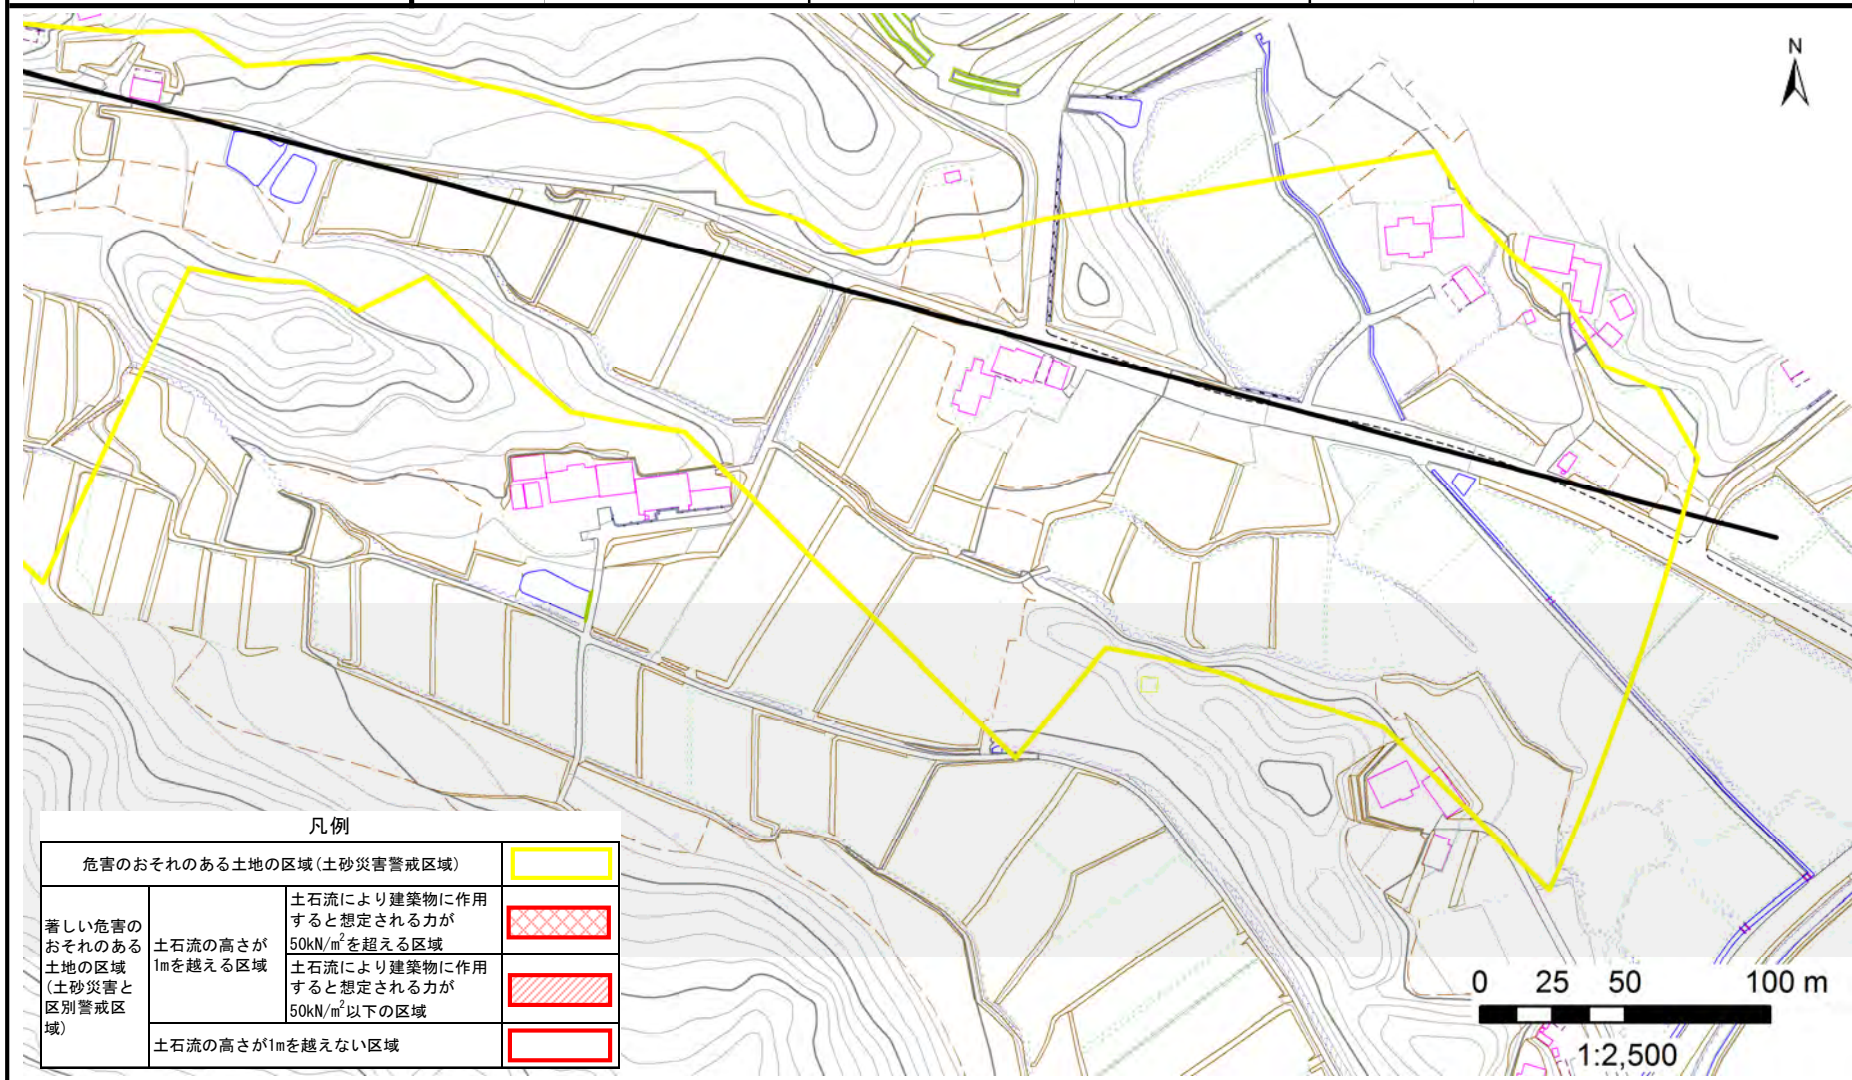 N
凡例
危害のおそれのある土地の区域(土砂災害警戒区域)
著しい危害の
おそれのある
土地の区域
(土砂災害と
区別警戒区
域)
土石流の高さが
1mを越える区域
土石流により建築物に作用
すると想定される力が
50kN/m²を超える区域
土石流により建築物に作用
すると想定される力が
50kN/m²以下の区域
土石流の高さが1mを越えない区域
0 25 50 100 m
1:2,500